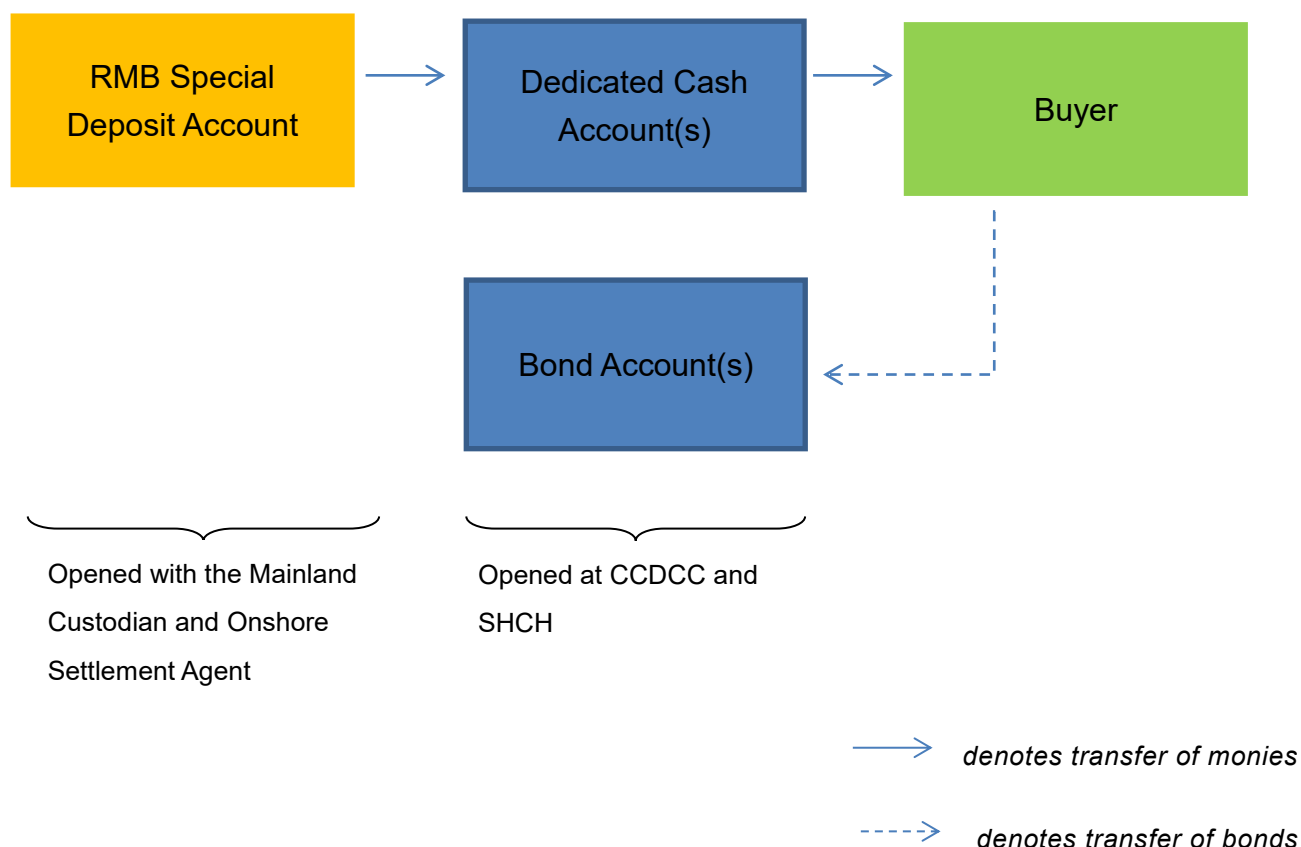 RMB Special
Deposit Account
Dedicated Cash
Account(s)
Buyer
Bond Account(s)
Opened with the Mainland
Custodian and Onshore
Settlement Agent
Opened at CCDCC and
SHCH
denotes transfer of monies
denotes transfer of bonds